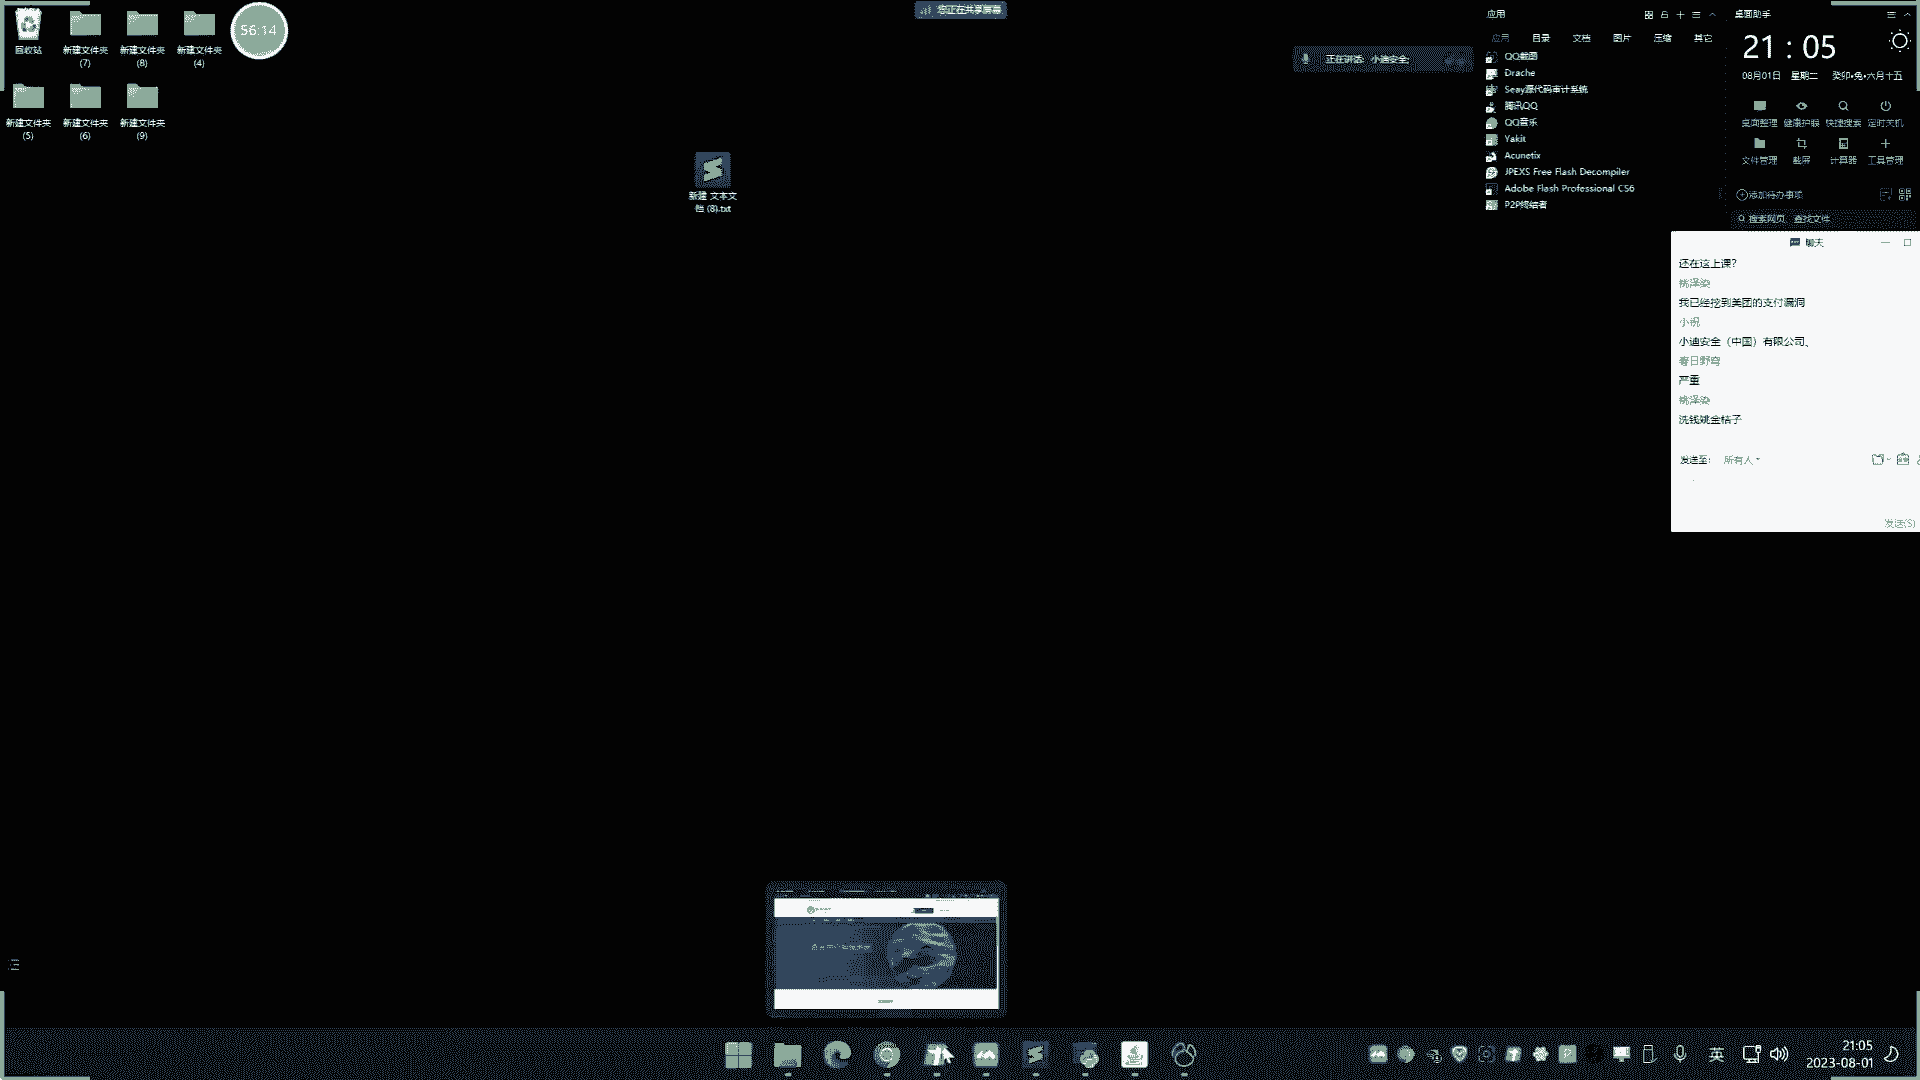 您正在共享屏幕
56:14
回收站
新建文件夹
(7)
新建文件夹
(8)
新建文件夹
(4)
新建文件夹
(5)
新建文件夹
(6)
新建文件夹
(9)
新建 文本文
档 (8).txt
正在讲话: 小迪安全;
应用
应用 目录 文档 图片 压缩 其它
QQ截图
Drache
Seay源代码审计系统
腾讯QQ
QQ音乐
Yakit
Acunetix
JPEXS Free Flash Decompiler
Adobe Flash Professional CS6
P2P终结者
桌面助手
21 : 05
08月01日 星期二 癸卯•兔•六月十五
桌面整理 健康护眼 快捷搜索 定时关机
文件管理 截屏 计算器 工具管理
添加待办事项
搜索网页 查找文件
聊天
还在这上课?
姚泽染
我已经挖到美团的支付漏洞
小祝
小迪安全（中国）有限公司、
春日野穹
严重
姚泽染
洗钱姚金桔子
发送至: 所有人
发送(S)
英
21:05
2023-08-01